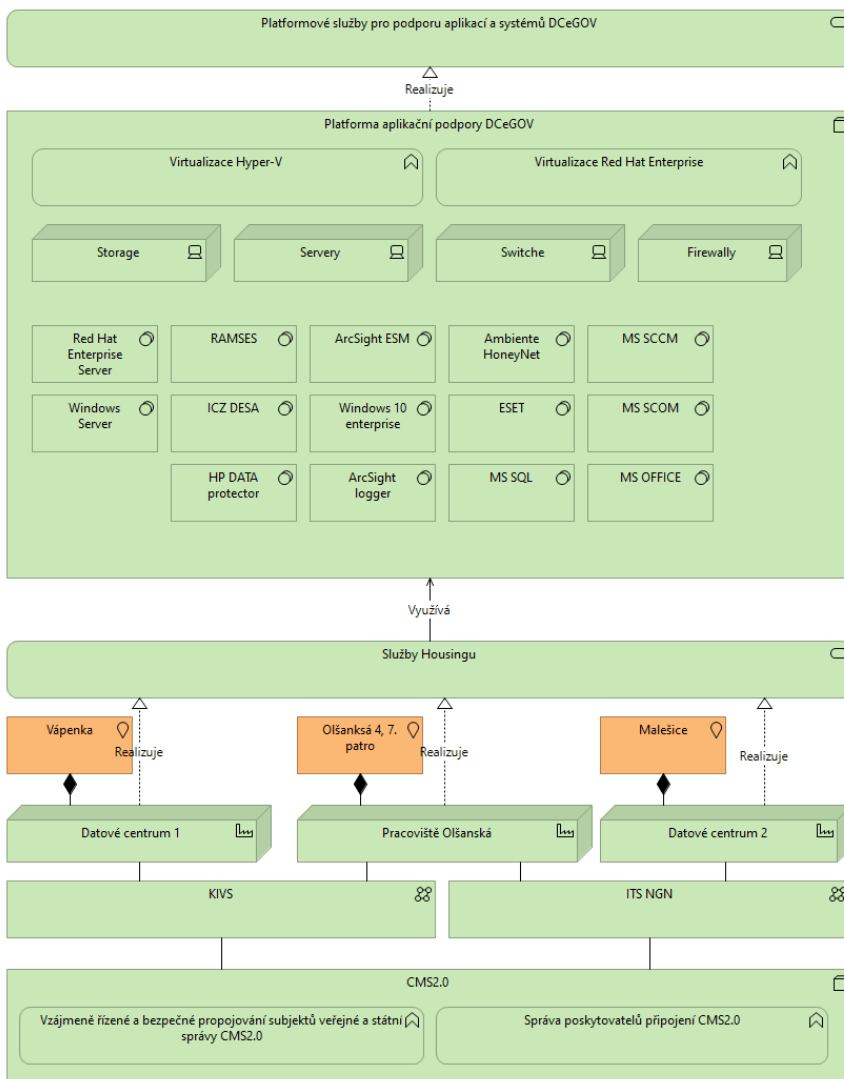 Platformové služby pro podporu aplikací a systémů DCeGOV
Realizuje
Platforma aplikační podpory DCeGOV
Virtualizace Hyper-V
Virtualizace Red Hat Enterprise
Storage
Servery
Switche
Firewally
Red Hat
Enterprise
Server
RAMSES
ArcSight ESM
Ambiente
HoneyNet
MS SCCM
Windows
Server
ICZ DESA
Windows 10
enterprise
ESET
MS SCOM
HP DATA
protector
ArcSight
logger
MS SQL
MS OFFICE
Využívá
Služby Housingu
Vápenka
Olšanksá 4, 7.
patro
Malešice
Realizuje
Realizuje
Realizuje
Datové centrum 1
Pracoviště Olšanská
Datové centrum 2
KIVS
ITS NGN
CMS2.0
Vzájmeně řízené a bezpečné propojování subjektů veřejné a státní
správy CMS2.0
Správa poskytovatelů připojení CMS2.0